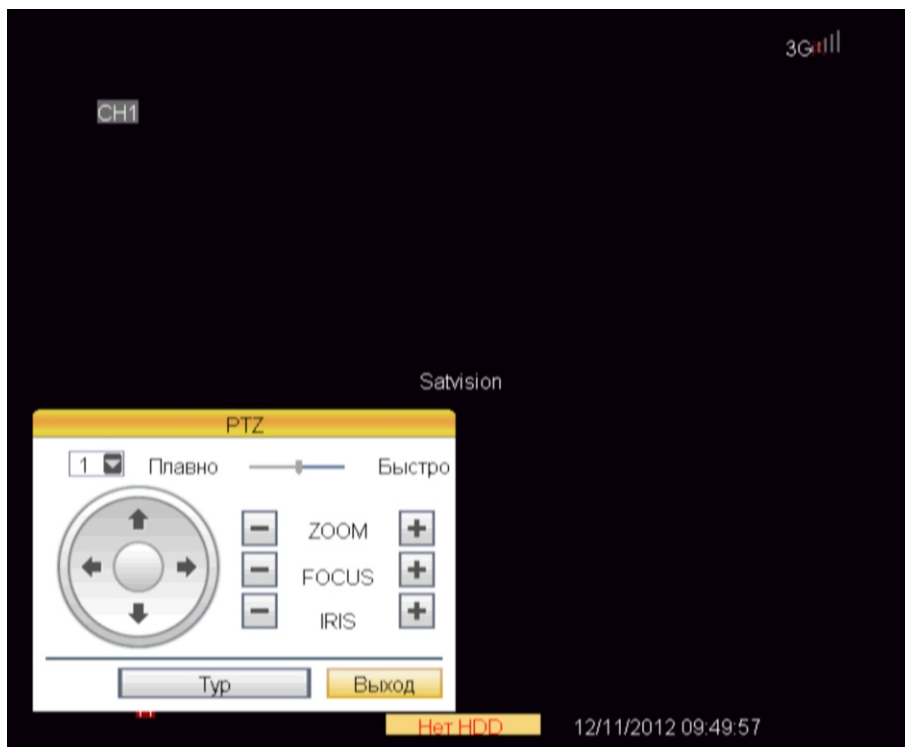 3G
CH1
Satvision
PTZ
1 Плавно Быстро
ZOOM
FOCUS
IRIS
Тур Выход
Нет HDD 12/11/2012 09:49:57